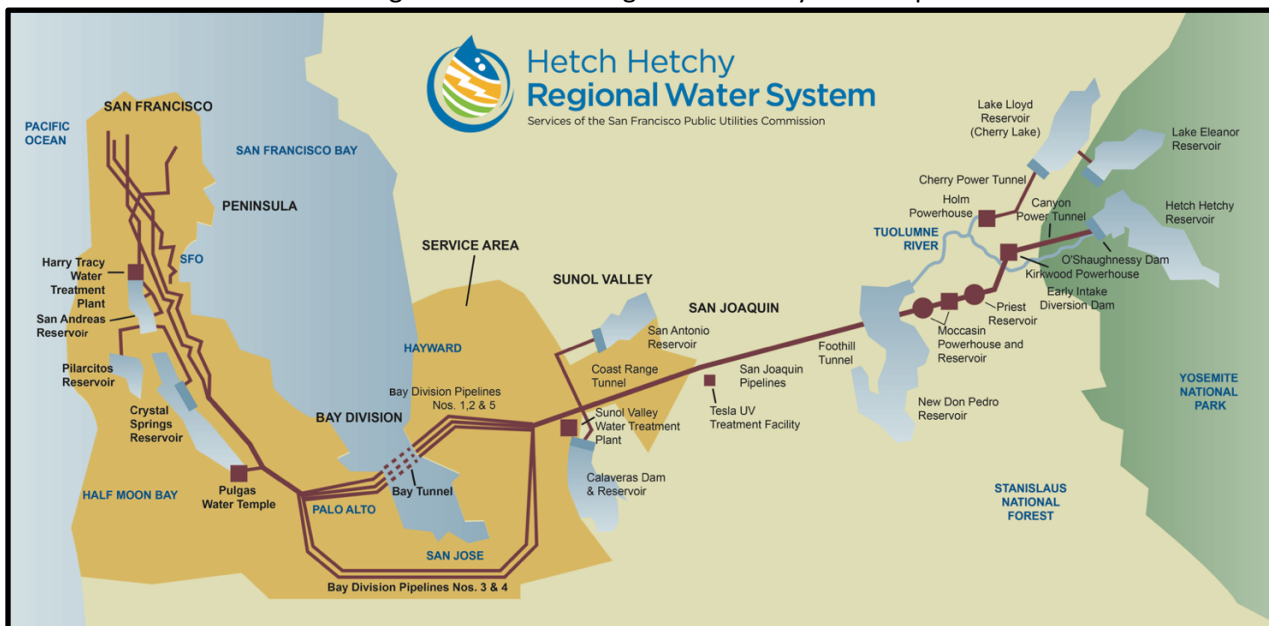 Hetch Hetchy
Regional Water System
Services of the San Francisco Public Utilities Commission
SAN FRANCISCO
PACIFIC
OCEAN
SAN FRANCISCO BAY
PENINSULA
SFO
Harry Tracy
Water
Treatment
Plant
San Andreas
Reservoir
Pilarcitos
Reservoir
Crystal
Springs
Reservoir
HALF MOON BAY
Pulgas
Water Temple
SERVICE AREA
HAYWARD
Bay Division Pipelines
Nos. 1,2 & 5
BAY DIVISION
Bay Tunnel
PALO ALTO
SAN JOSE
Bay Division Pipelines Nos. 3 & 4
SUNOL VALLEY
San Antonio
Reservoir
Coast Range
Tunnel
Sunol Valley
Water Treatment
Plant
Calaveras Dam
& Reservoir
SAN JOAQUIN
San Joaquin
Pipelines
Tesla UV
Treatment Facility
Foothill
Tunnel
New Don Pedro
Reservoir
Moccasin
Powerhouse and
Reservoir
Priest
Reservoir
Early Intake
Diversion Dam
Kirkwood Powerhouse
O'Shaughnessy Dam
TUOLUMNE
RIVER
Holm
Powerhouse
Cherry Power Tunnel
Canyon
Power Tunnel
Lake Lloyd
Reservoir
(Cherry Lake)
Lake Eleanor
Reservoir
Hetch Hetchy
Reservoir
YOSEMITE
NATIONAL
PARK
STANISLAUS
NATIONAL
FOREST